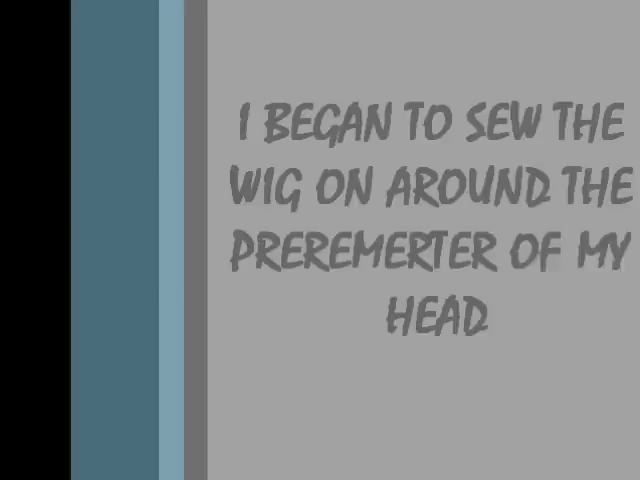 I BEGAN TO SEW THE
WIG ON AROUND THE
PREREMERTER OF MY
HEAD